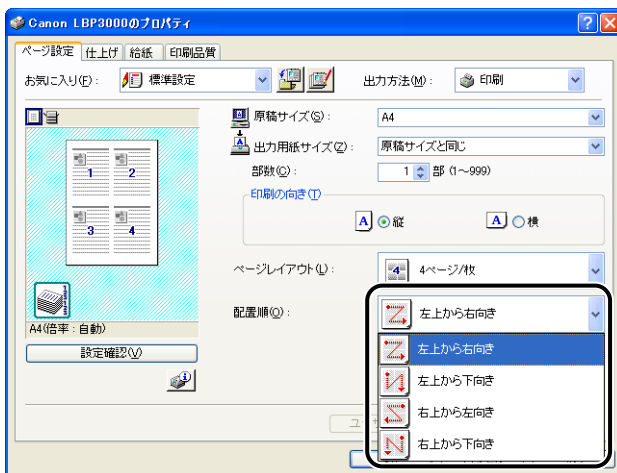 Canon LBP3000のプロパティ
ページ設定 仕上げ 給紙 印刷品質
お気に入り(F): 標準設定 出力方法(M): 印刷
原稿サイズ(S): A4
出力用紙サイズ(Z): 原稿サイズと同じ
部数(C): 1 部 (1~999)
印刷の向き(T)
A 縦 A 横
1 2
3 4
ページレイアウト(L): 4 4ページ/枚
配置順(O): 左上から右向き
A4(倍率:自動)
設定確認(V)
左上から右向き
左上から下向き
右上から左向き
右上から下向き